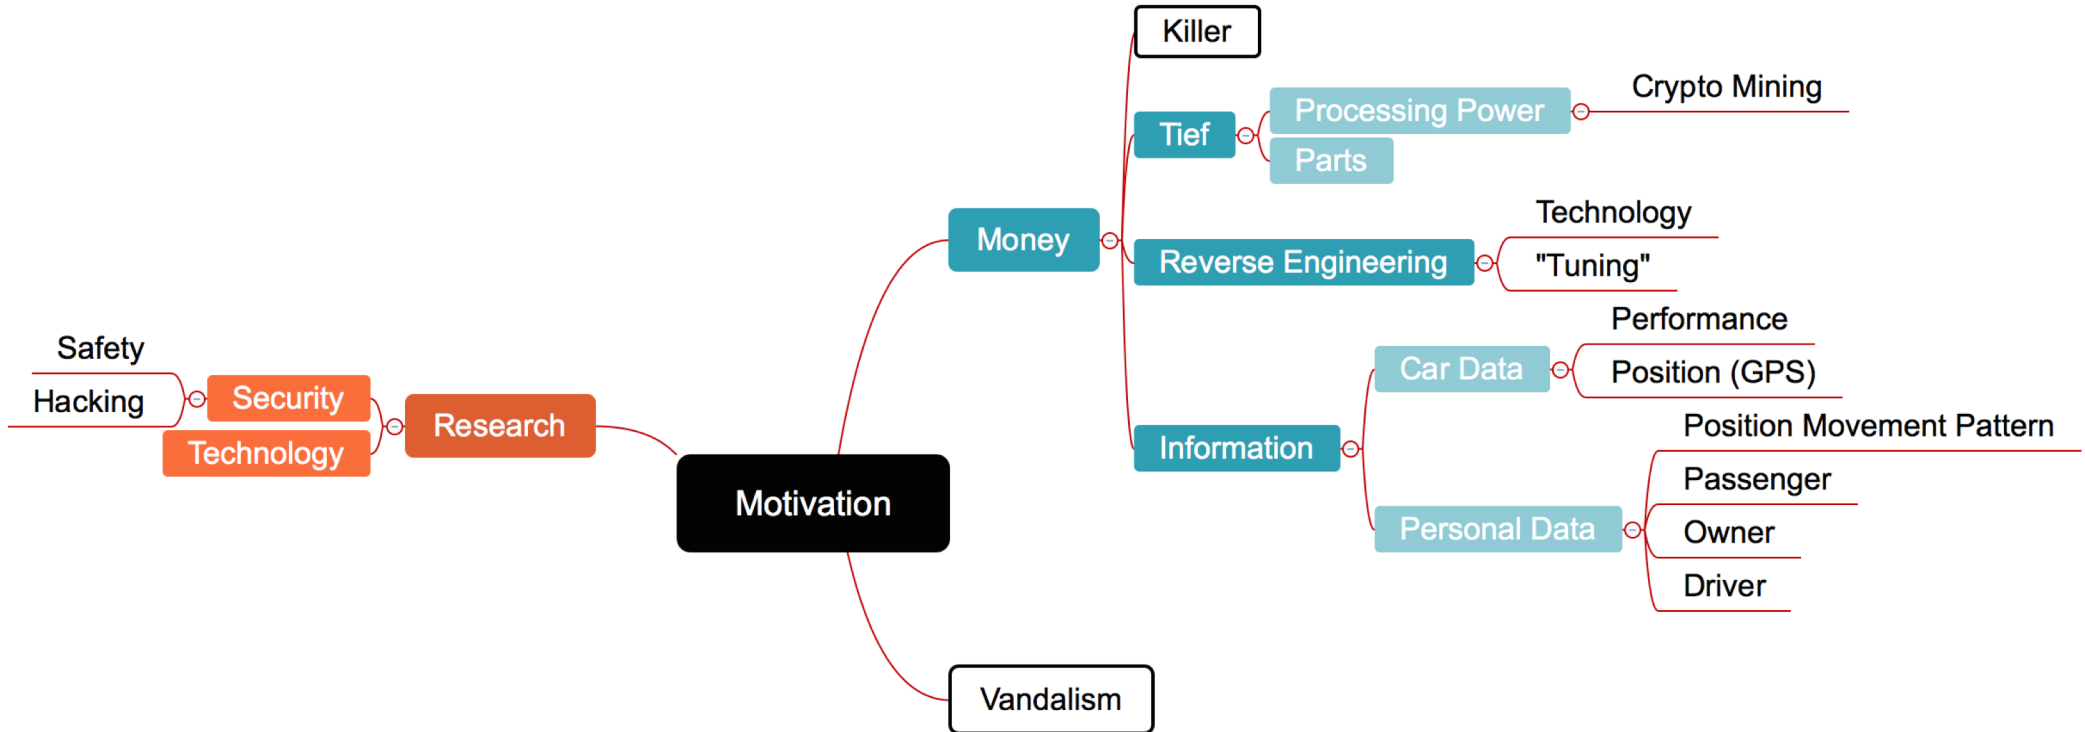 Killer
Crypto Mining
Processing Power
Tief
Parts
Technology
Money
Reverse Engineering
"Tuning"
Performance
Safety
Car Data
Position (GPS)
Hacking
Security
Research
Position Movement Pattern
Technology
Information
Passenger
Motivation
Personal Data
Owner
Driver
Vandalism